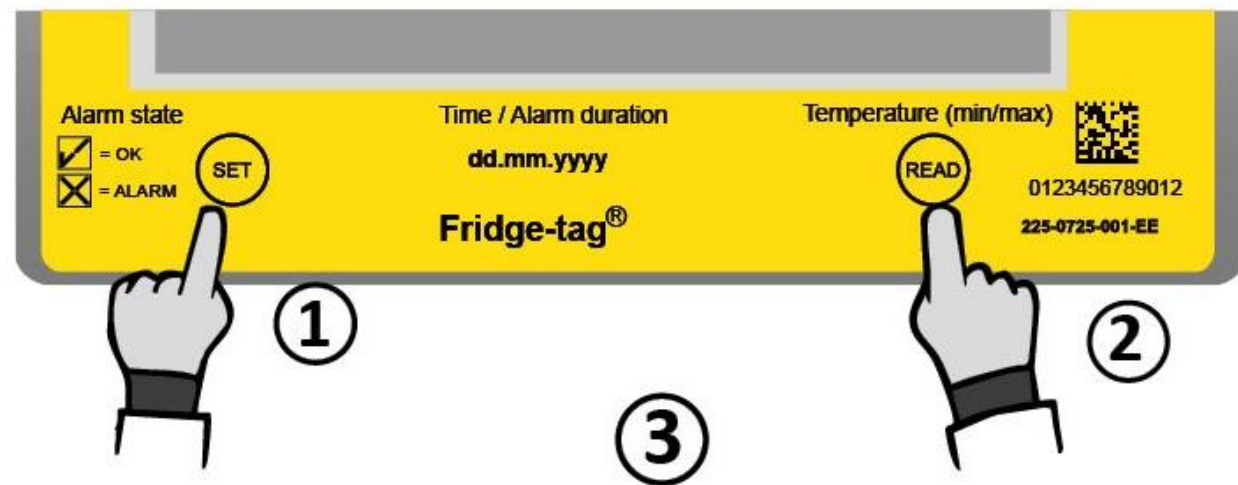 Alarm state
= OK
= ALARM
SET
Time / Alarm duration
dd.mm.yyyy
Fridge-tag®
Temperature (min/max)
READ
0123456789012
225-0725-001-EE
1
2
3